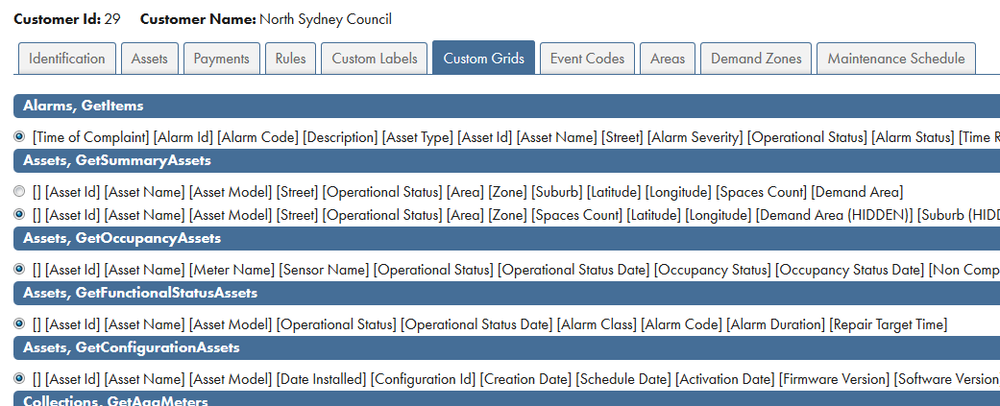 Customer Id: 29 Customer Name: North Sydney Council
Identification Assets Payments Rules Custom Labels Custom Grids Event Codes Areas Demand Zones Maintenance Schedule
Alarms, GetItems
[Time of Complaint] [Alarm Id] [Alarm Code] [Description] [Asset Type] [Asset Id] [Asset Name] [Street] [Alarm Severity] [Operational Status] [Alarm Status] [Time R
Assets, GetSummaryAssets
[] [Asset Id] [Asset Name] [Asset Model] [Street] [Operational Status] [Area] [Zone] [Suburb] [Latitude] [Longitude] [Spaces Count] [Demand Area]
[] [Asset Id] [Asset Name] [Asset Model] [Street] [Operational Status] [Area] [Zone] [Spaces Count] [Latitude] [Longitude] [Demand Area (HIDDEN)] [Suburb (HIDD
Assets, GetOccupancyAssets
[] [Asset Id] [Asset Name] [Meter Name] [Sensor Name] [Operational Status] [Operational Status Date] [Occupancy Status] [Occupancy Status Date] [Non Comp
Assets, GetFunctionalStatusAssets
[] [Asset Id] [Asset Name] [Asset Model] [Operational Status] [Operational Status Date] [Alarm Class] [Alarm Code] [Alarm Duration] [Repair Target Time]
Assets, GetConfigurationAssets
[] [Asset Id] [Asset Name] [Asset Model] [Date Installed] [Configuration Id] [Creation Date] [Schedule Date] [Activation Date] [Firmware Version] [Software Version]
Collections, GetAggMeters